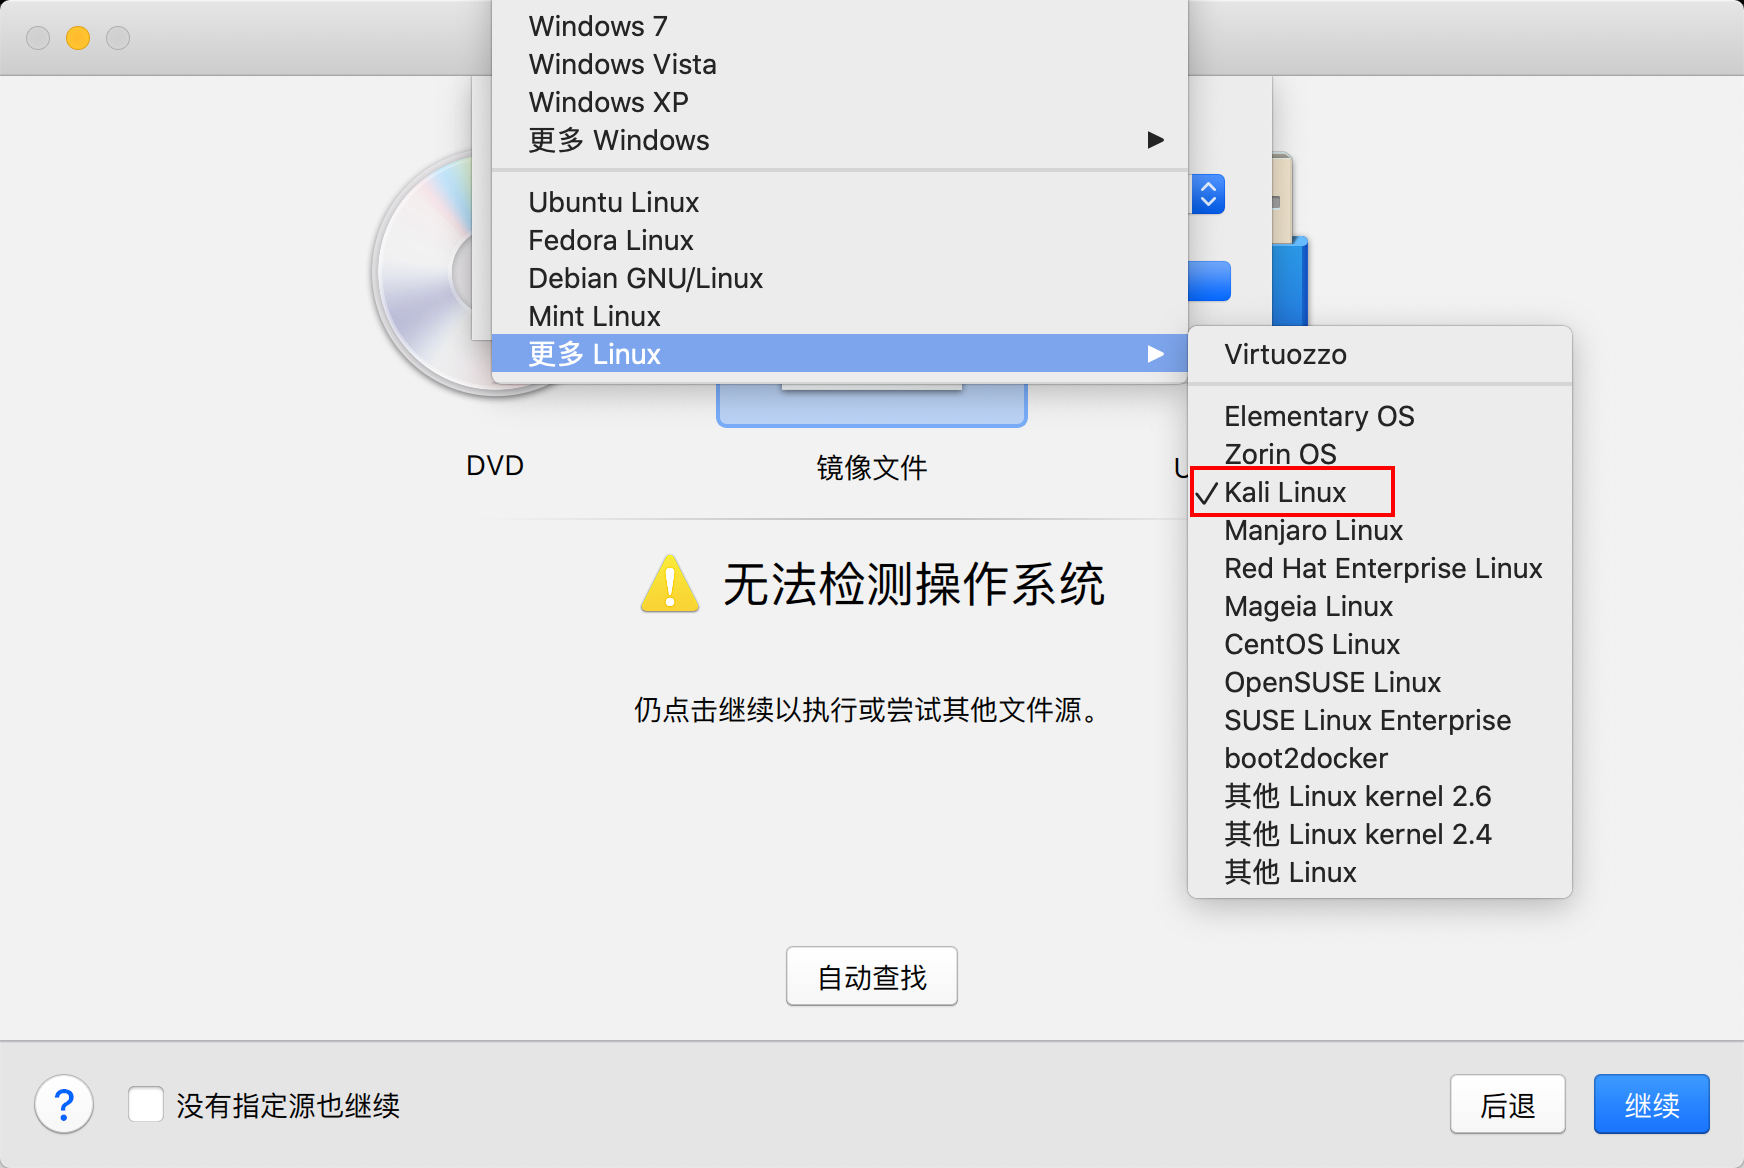 Windows 7
Windows Vista
Windows XP
更多 Windows
Ubuntu Linux
Fedora Linux
Debian GNU/Linux
Mint Linux
更多 Linux
Virtuozzo
Elementary OS
Zorin OS
Kali Linux
Manjaro Linux
Red Hat Enterprise Linux
Mageia Linux
CentOS Linux
OpenSUSE Linux
SUSE Linux Enterprise
boot2docker
其他 Linux kernel 2.6
其他 Linux kernel 2.4
其他 Linux
DVD
镜像文件
无法检测操作系统
仍点击继续以执行或尝试其他文件源。
自动查找
?
没有指定源也继续
后退
继续